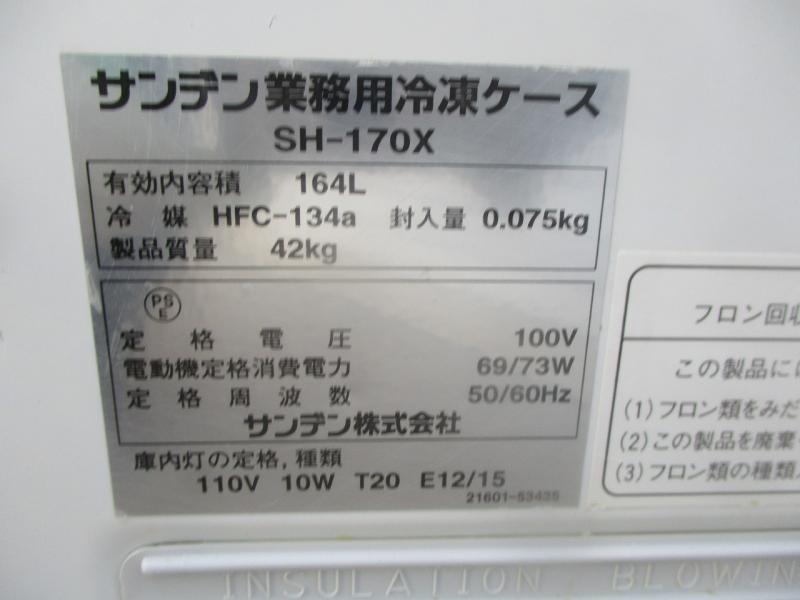 サンデン業務用冷凍ケース
SH-170X
有効内容積 164L
冷媒 HFC-134a 封入量 0.075kg
製品質量 42kg
PS
E
定格電圧 100V
電動機定格消費電力 69/73W
定格周波数 50/60Hz
サンデン株式会社
庫内灯の定格,種類
110V 10W T20 E12/15
21601-53435
フロン回収
この製品には
(1)フロン類をみだ
(2)この製品を廃棄
(3)フロン類の種類
INSULATION BLOWIN